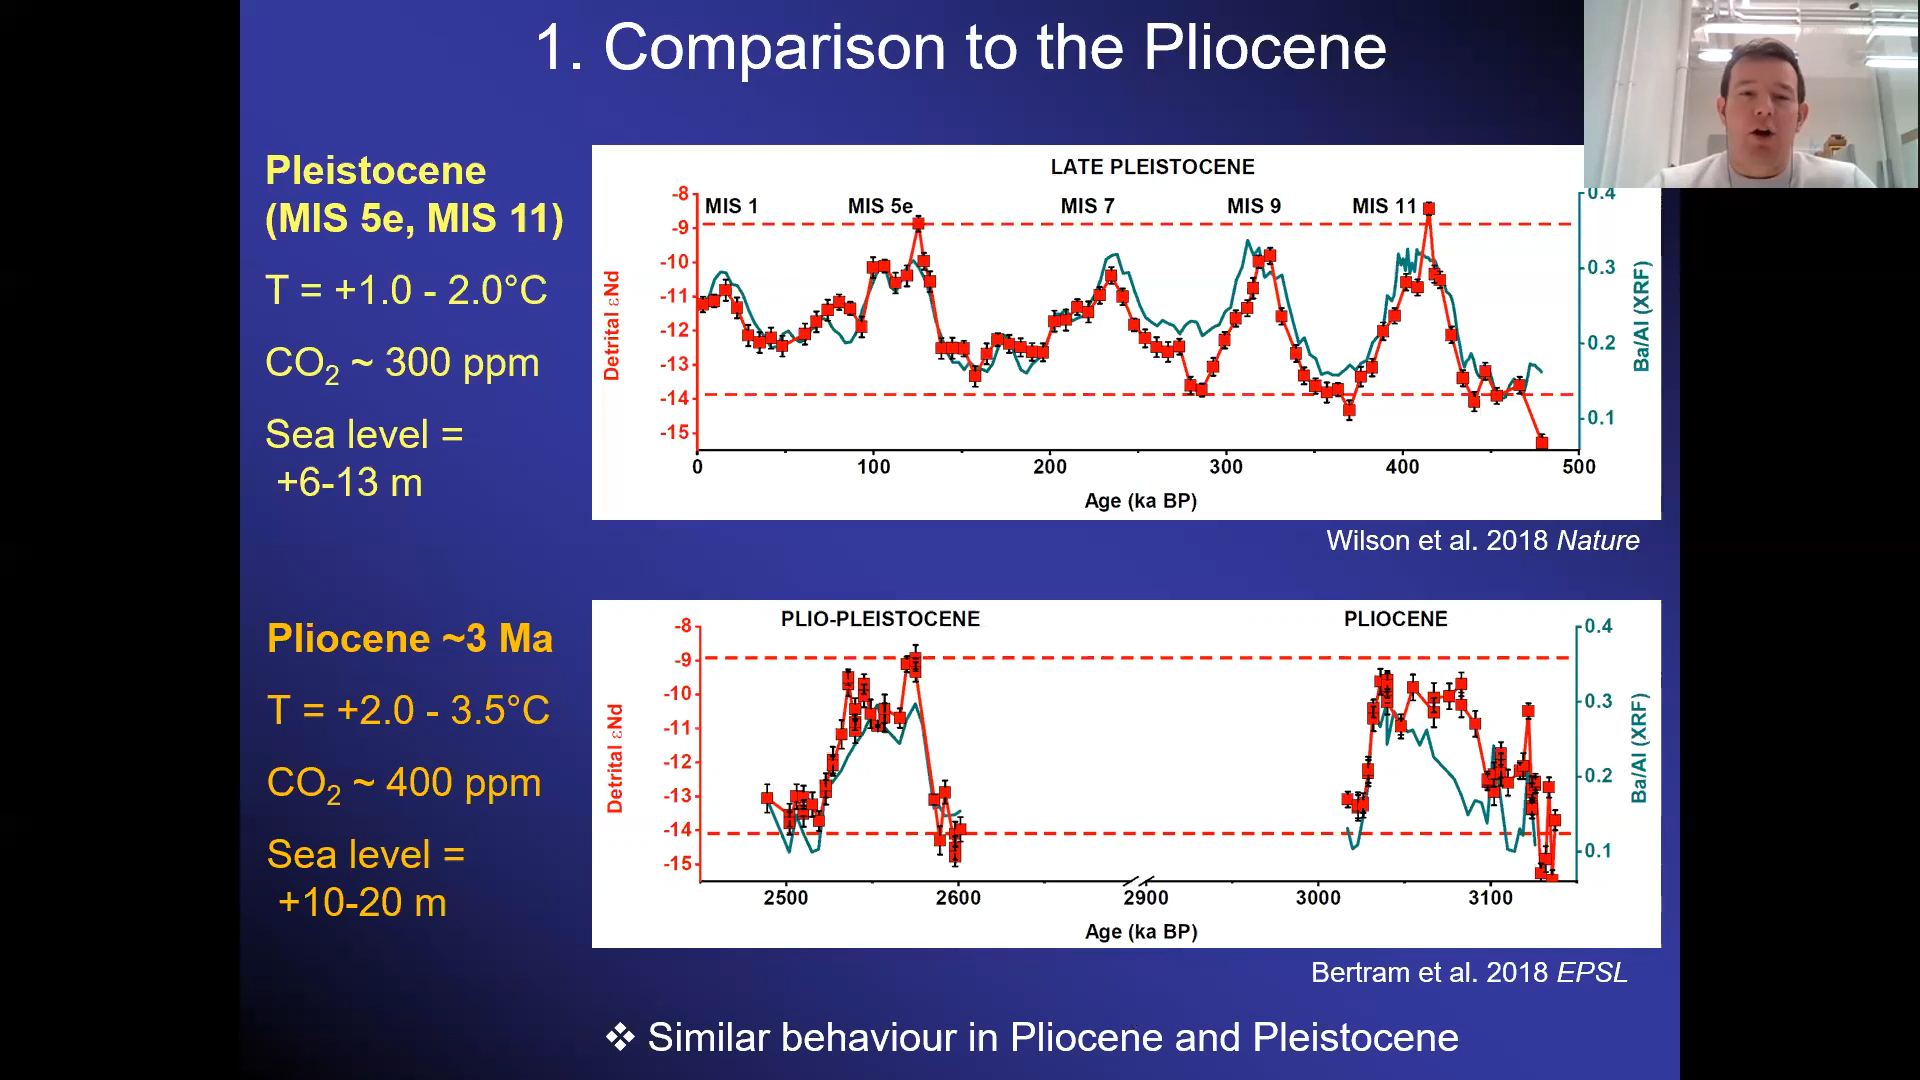 1. Comparison to the Pliocene
Pleistocene
(MIS 5e, MIS 11)
T = +1.0 - 2.0°C
CO₂ ~ 300 ppm
Sea level =
+6-13 m
LATE PLEISTOCENE
MIS 1
MIS 5e
MIS 7
MIS 9
MIS 11
-8
-9
-10
-11
-12
-13
-14
-15
Detrital εNd
0.4
0.3
0.2
0.1
Ba/Al (XRF)
0 100 200 300 400 500
Age (ka BP)
Wilson et al. 2018 Nature
Pliocene ~3 Ma
T = +2.0 - 3.5°C
CO₂ ~ 400 ppm
Sea level =
+10-20 m
PLIO-PLEISTOCENE
PLIOCENE
-8
-9
-10
-11
-12
-13
-14
-15
Detrital εNd
0.4
0.3
0.2
0.1
Ba/Al (XRF)
2500 2600 2900 3000 3100
Age (ka BP)
Bertram et al. 2018 EPSL
❖ Similar behaviour in Pliocene and Pleistocene